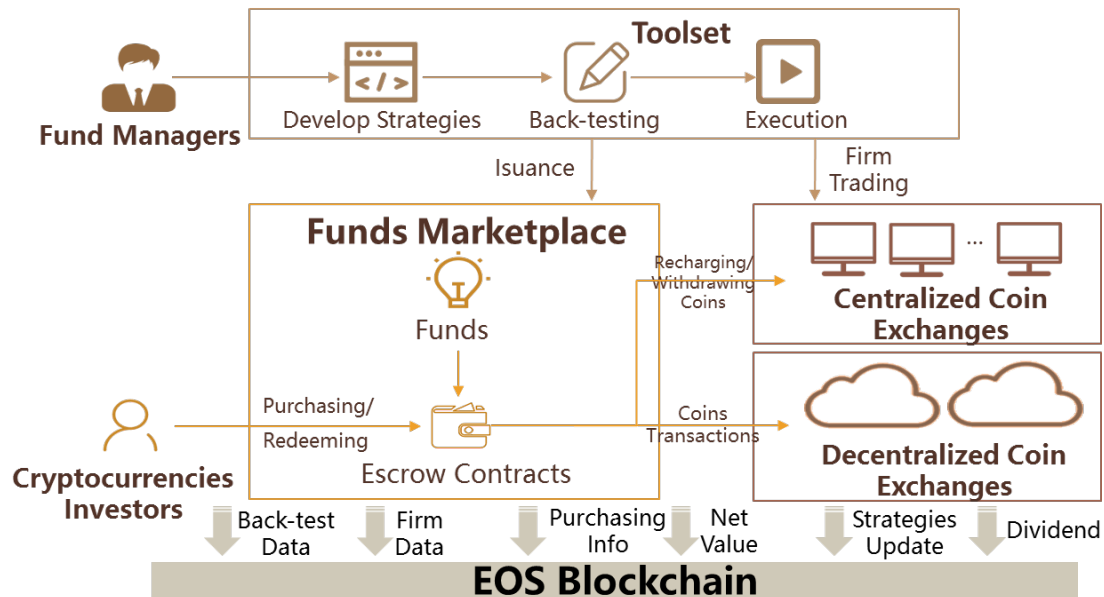 Toolset
Fund Managers
Develop Strategies
Back-testing
Execution
Isuance
Firm
Trading
Funds Marketplace
Funds
Recharging/
Withdrawing
Coins
...
Centralized Coin
Exchanges
Purchasing/
Redeeming
Escrow Contracts
Coins
Transactions
Decentralized Coin
Exchanges
Cryptocurrencies
Investors
Back-test
Data
Firm
Data
Purchasing
Info
Net
Value
Strategies
Update
Dividend
EOS Blockchain